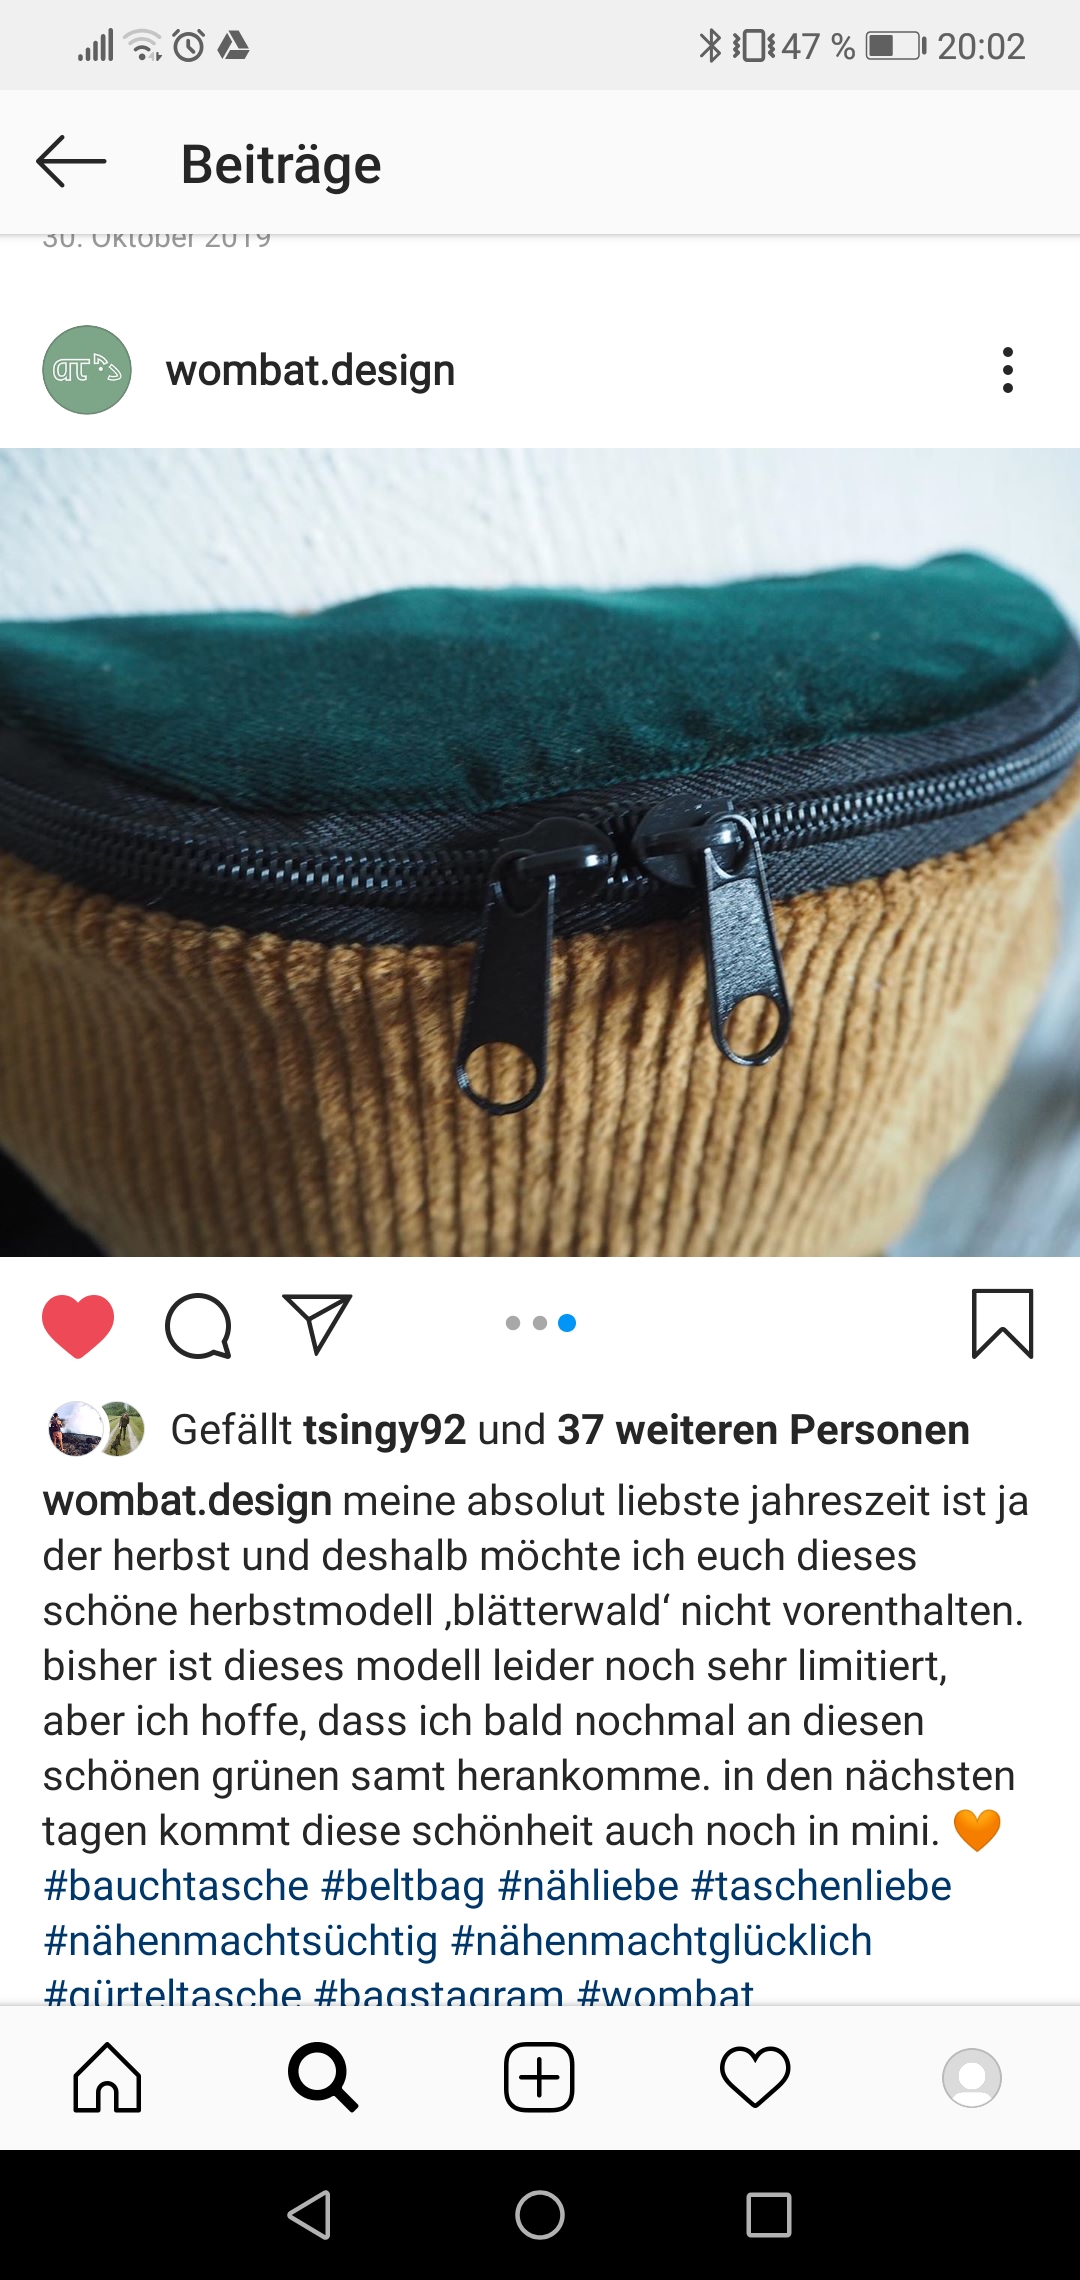 47 % 20:02
Beiträge
30. Oktober 2019
wombat.design
Gefällt tsingy92 und 37 weiteren Personen
wombat.design meine absolut liebste jahreszeit ist ja
der herbst und deshalb möchte ich euch dieses
schöne herbstmodell ‚blätterwald‘ nicht vorenthalten.
bisher ist dieses modell leider noch sehr limitiert,
aber ich hoffe, dass ich bald nochmal an diesen
schönen grünen samt herankomme. in den nächsten
tagen kommt diese schönheit auch noch in mini. 🧡
#bauchtasche #beltbag #nähliebe #taschenliebe
#nähenmachtsüchtig #nähenmachtglücklich
#gürteltasche #bagstagram #wombat